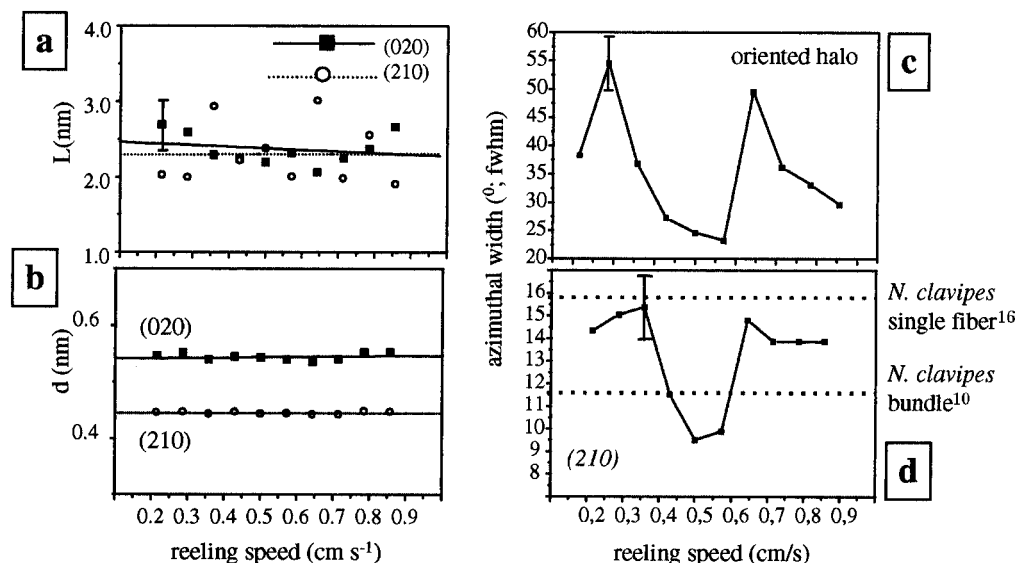 a
4.0
3.0
2.0
1.0
L(nm)
(020)
(210)
b
0.6
0.4
d (nm)
(020)
(210)
0.2 0.3 0.4 0.5 0.6 0.7 0.8 0.9
reeling speed (cm s⁻¹)
c
oriented halo
60
55
50
45
40
35
30
25
20
azimuthal width (⁰; fwhm)
16
15
14
13
12
11
10
9
8
(210)
d
N. clavipes
single fiber¹⁶
N. clavipes
bundle¹⁰
0,2 0,3 0,4 0,5 0,6 0,7 0,8 0,9
reeling speed (cm/s)